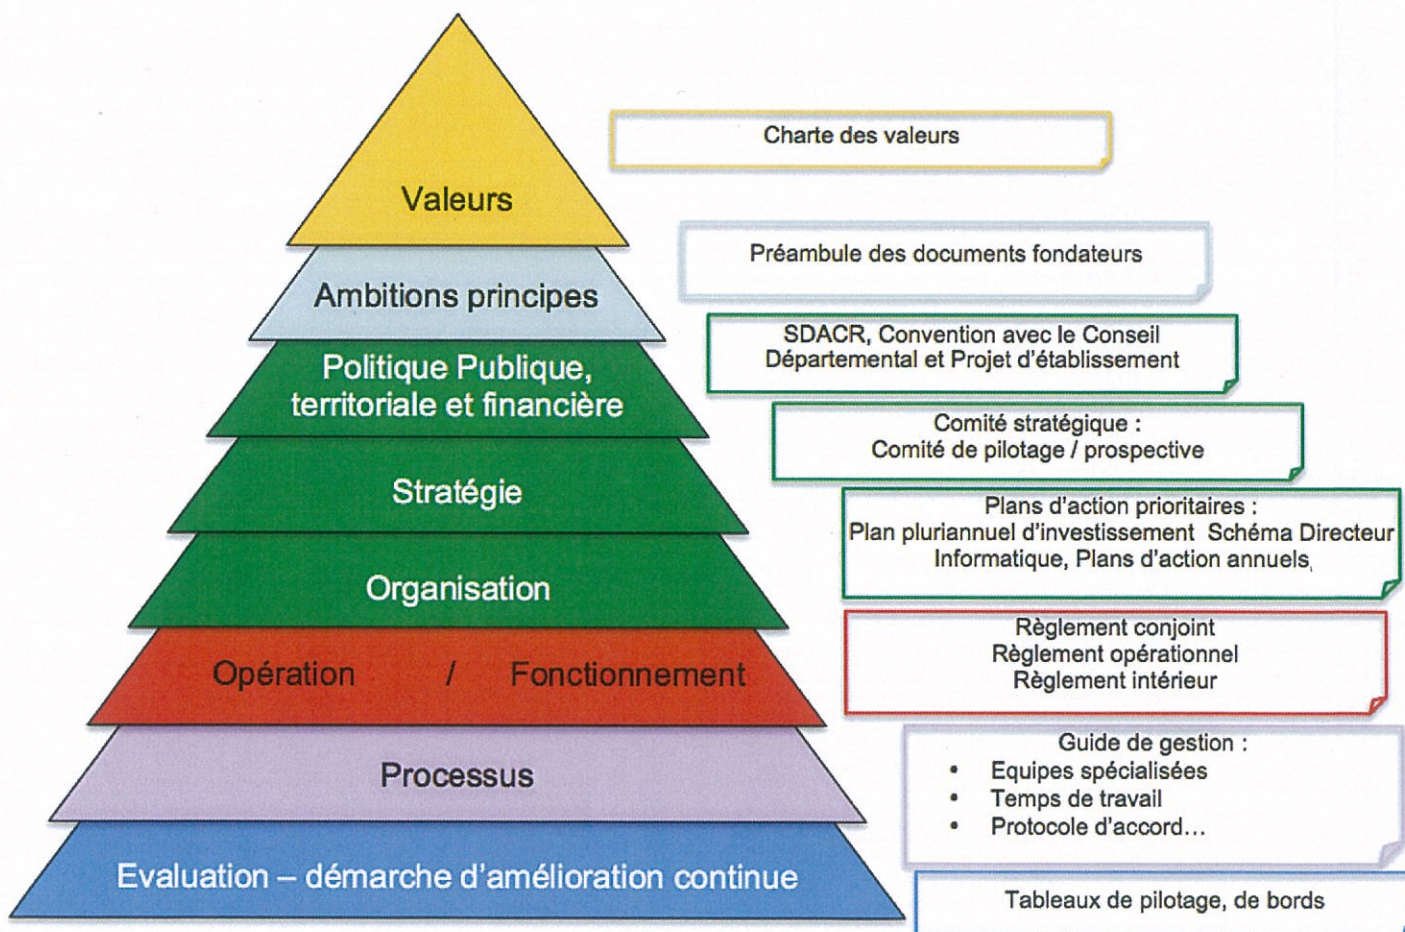 Valeurs
Charte des valeurs
Ambitions principes
Préambule des documents fondateurs
Politique Publique,
territoriale et financière
SDACR, Convention avec le Conseil
Départemental et Projet d'établissement
Stratégie
Comité stratégique :
Comité de pilotage / prospective
Organisation
Plans d'action prioritaires :
Plan pluriannuel d'investissement Schéma Directeur
Informatique, Plans d'action annuels,
Opération / Fonctionnement
Règlement conjoint
Règlement opérationnel
Règlement intérieur
Processus
Guide de gestion :
• Equipes spécialisées
• Temps de travail
• Protocole d'accord…
Evaluation – démarche d'amélioration continue
Tableaux de pilotage, de bords